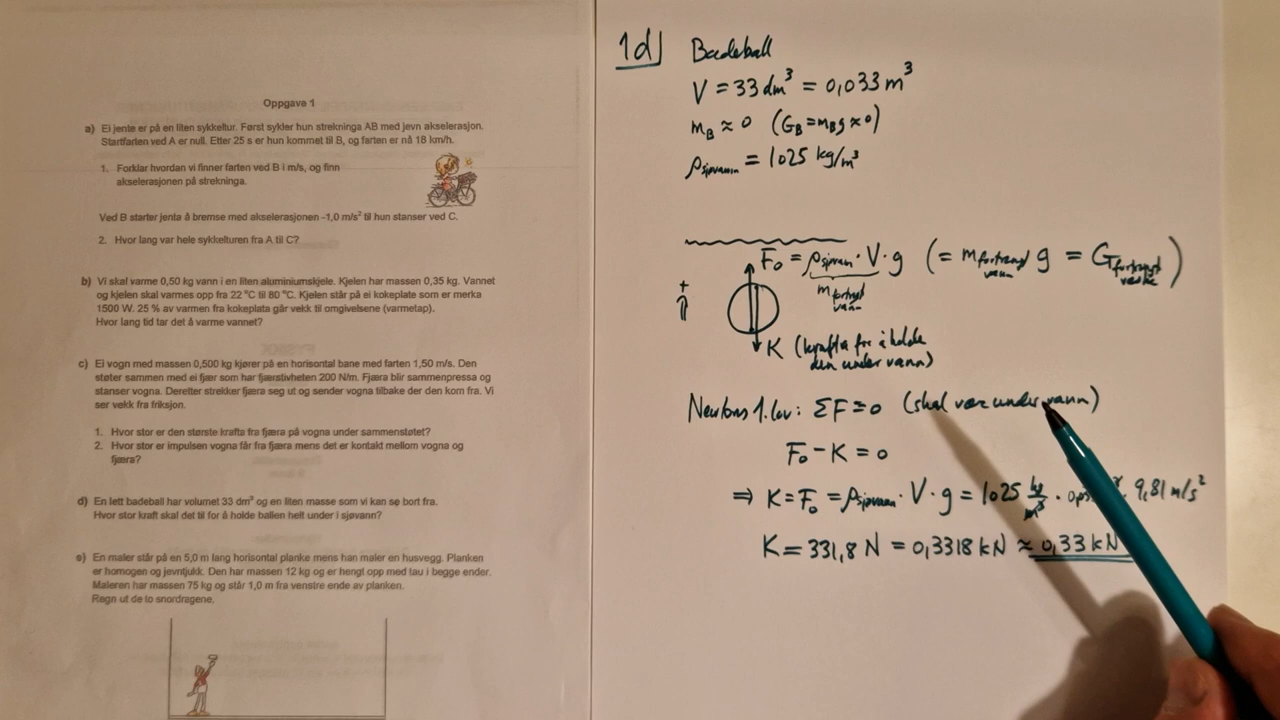 Oppgave 1
a) Ei jente er på en liten sykkeltur. Først sykler hun strekninga AB med jevn akselerasjon.
Startfarten ved A er null. Etter 25 s er hun kommet til B, og farten er nå 18 km/h.
1. Forklar hvordan vi finner farten ved B i m/s, og finn
akselerasjonen på strekninga.
Ved B starter jenta å bremse med akselerasjonen -1,0 m/s² til hun stanser ved C.
2. Hvor lang var hele sykkelturen fra A til C?
b) Vi skal varme 0,50 kg vann i en liten aluminiumskjele. Kjelen har massen 0,35 kg. Vannet
og kjelen skal varmes opp fra 22 °C til 80 °C. Kjelen står på ei kokeplate som er merka
1500 W. 25 % av varmen fra kokeplata går vekk til omgivelsene (varmetap).
Hvor lang tid tar det å varme vannet?
c) Ei vogn med massen 0,500 kg kjører på en horisontal bane med farten 1,50 m/s. Den
støter sammen med ei fjær som har fjærstivheten 200 N/m. Fjæra blir sammenpressa og
stanser vogna. Deretter strekker fjæra seg ut og sender vogna tilbake der den kom fra. Vi
ser vekk fra friksjon.
1. Hvor stor er den største krafta fra fjæra på vogna under sammenstøtet?
2. Hvor stor er impulsen vogna får fra fjæra mens det er kontakt mellom vogna og
fjæra?
d) En lett badeball har volumet 33 dm³ og en liten masse som vi kan se bort fra.
Hvor stor kraft skal det til for å holde ballen helt under i sjøvann?
e) En maler står på en 5,0 m lang horisontal planke mens han maler en husvegg. Planken
er homogen og jevntjukk. Den har massen 12 kg og er hengt opp med tau i begge ender.
Maleren har massen 75 kg og står 1,0 m fra venstre ende av planken.
Regn ut de to snordragene.
1d) Badeball
V = 33 dm³ = 0,033 m³
m_B ≈ 0 (G_B = m_B g ≈ 0)
ρ_sjøvann = 1025 kg/m³
F_o = ρ_sjøvann · V · g (= m_fortrengt vann g = G_fortrengt væske)
m_fortrengt vann
+
K (krafta for å holde
den under vann)
Newtons 1. lov: ΣF = 0 (skal være under vann)
F_o - K = 0
⇒ K = F_o = ρ_sjøvann · V · g = 1025 kg/m³ · 9,81 m/s²
K = 331,8 N = 0,3318 kN ≈ 0,33 kN